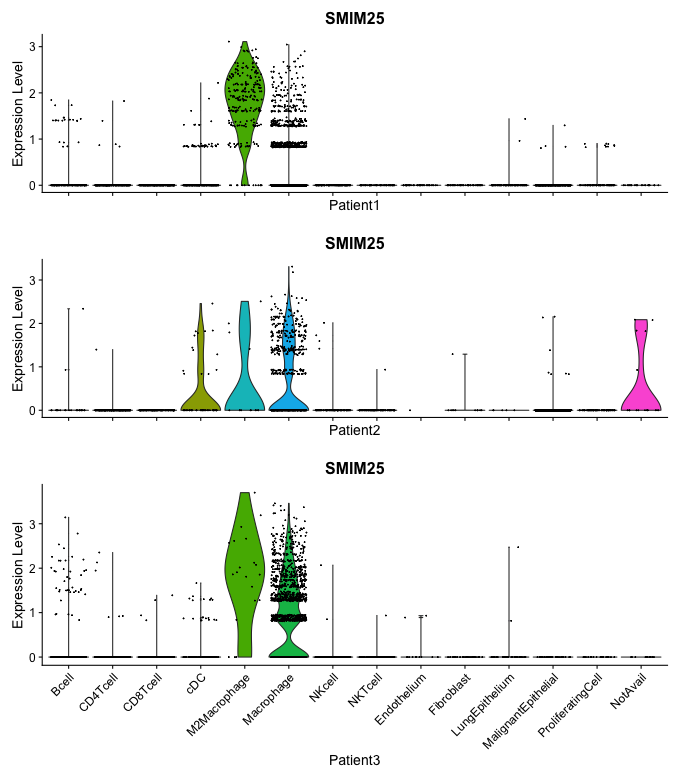 SMIM25
Expression Level
3
2
1
0
Patient1
SMIM25
Expression Level
3
2
1
0
Patient2
SMIM25
Expression Level
3
2
1
0
Bcell
CD4Tcell
CD8Tcell
cDC
M2Macrophage
Macrophage
NKcell
NKTcell
Endothelium
Fibroblast
LungEpithelium
MalignantEpithelial
ProliferatingCell
NotAvail
Patient3